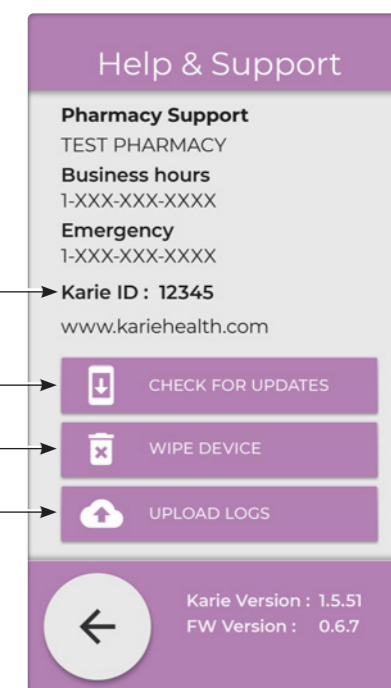 Help & Support
Pharmacy Support
TEST PHARMACY
Business hours
1-XXX-XXX-XXXX
Emergency
1-XXX-XXX-XXXX
Karie ID : 12345
www.kariehealth.com
CHECK FOR UPDATES
WIPE DEVICE
UPLOAD LOGS
Karie Version : 1.5.51
FW Version : 0.6.7